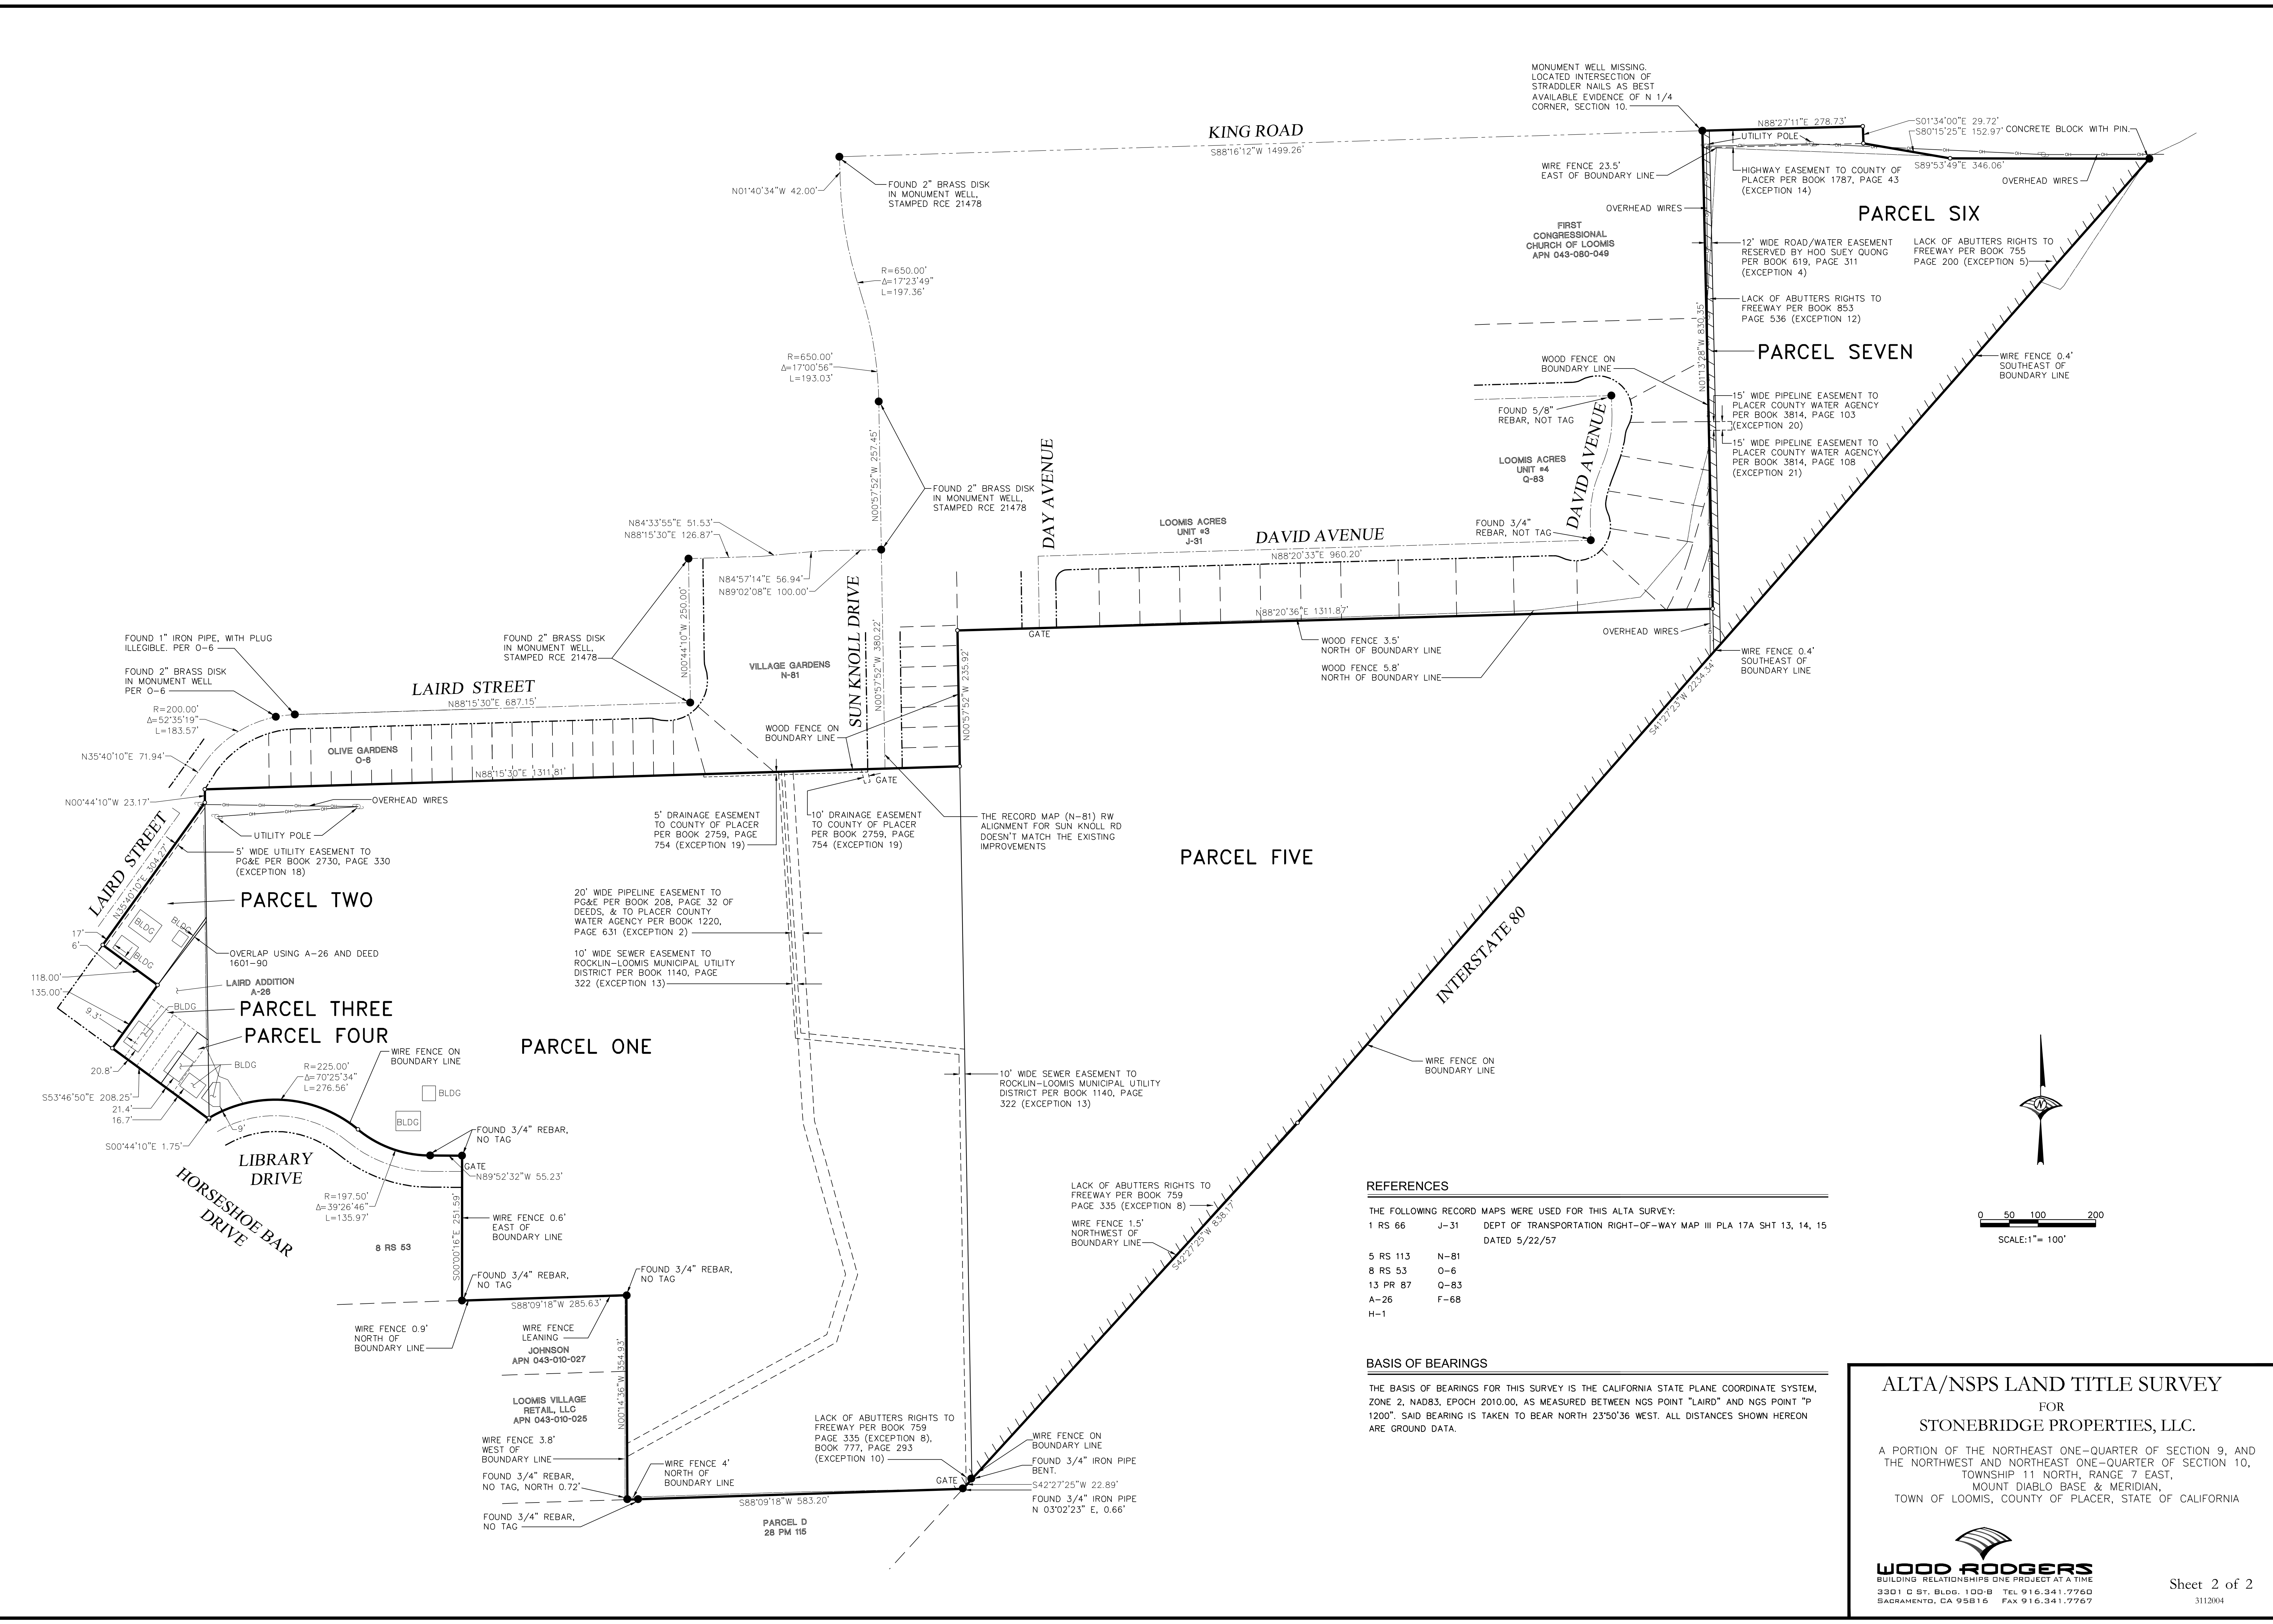 MONUMENT WELL MISSING.
LOCATED INTERSECTION OF
STRADDLER NAILS AS BEST
AVAILABLE EVIDENCE OF N 1/4
CORNER, SECTION 10.
KING ROAD
S88°16'12"W 1499.26'
N88°27'11"E 278.73'
UTILITY POLE
S01°34'00"E 29.72'
S80°15'25"E 152.97'
CONCRETE BLOCK WITH PIN.
S89°53'49"E 346.06'
OVERHEAD WIRES
WIRE FENCE 23.5'
EAST OF BOUNDARY LINE
HIGHWAY EASEMENT TO COUNTY OF
PLACER PER BOOK 1787, PAGE 43
(EXCEPTION 14)
N01°40'34"W 42.00'
FOUND 2" BRASS DISK
IN MONUMENT WELL,
STAMPED RCE 21478
OVERHEAD WIRES
PARCEL SIX
FIRST
CONGRESSIONAL
CHURCH OF LOOMIS
APN 043-080-049
12' WIDE ROAD/WATER EASEMENT
RESERVED BY HOO SUEY QUONG
PER BOOK 619, PAGE 311
(EXCEPTION 4)
LACK OF ABUTTERS RIGHTS TO
FREEWAY PER BOOK 755
PAGE 200 (EXCEPTION 5)
R=650.00'
Δ=17°23'49"
L=197.36'
LACK OF ABUTTERS RIGHTS TO
FREEWAY PER BOOK 853
PAGE 536 (EXCEPTION 12)
N01°13'28"W 830.35'
PARCEL SEVEN
R=650.00'
Δ=17°00'56"
L=193.03'
WOOD FENCE ON
BOUNDARY LINE
WIRE FENCE 0.4'
SOUTHEAST OF
BOUNDARY LINE
FOUND 5/8"
REBAR, NOT TAG
15' WIDE PIPELINE EASEMENT TO
PLACER COUNTY WATER AGENCY
PER BOOK 3814, PAGE 103
(EXCEPTION 20)
15' WIDE PIPELINE EASEMENT TO
PLACER COUNTY WATER AGENCY
PER BOOK 3814, PAGE 108
(EXCEPTION 21)
N00°57'52"W 257.45'
DAY AVENUE
LOOMIS ACRES
UNIT #4
Q-83
DAVID AVENUE
FOUND 2" BRASS DISK
IN MONUMENT WELL,
STAMPED RCE 21478
N84°33'55"E 51.53'
N88°15'30"E 126.87'
LOOMIS ACRES
UNIT #3
J-31
DAVID AVENUE
N88°20'33"E 960.20'
FOUND 3/4"
REBAR, NOT TAG
N84°57'14"E 56.94'
N89°02'08"E 100.00'
N00°44'10"W 250.00'
SUN KNOLL DRIVE
N00°57'52"W 380.22'
N88°20'36"E 1311.87'
GATE
OVERHEAD WIRES
WOOD FENCE 3.5'
NORTH OF BOUNDARY LINE
WOOD FENCE 5.8'
NORTH OF BOUNDARY LINE
WIRE FENCE 0.4'
SOUTHEAST OF
BOUNDARY LINE
S41°27'23"W 2234.34'
FOUND 1" IRON PIPE, WITH PLUG
ILLEGIBLE. PER O-6
FOUND 2" BRASS DISK
IN MONUMENT WELL
PER O-6
FOUND 2" BRASS DISK
IN MONUMENT WELL,
STAMPED RCE 21478
VILLAGE GARDENS
N-81
N00°57'52"W 235.92'
LAIRD STREET
N88°15'30"E 687.15'
R=200.00'
Δ=52°35'19"
L=183.57'
N35°40'10"E 71.94'
WOOD FENCE ON
BOUNDARY LINE
OLIVE GARDENS
O-6
N88°15'30"E 1311.81'
GATE
N00°44'10"W 23.17'
OVERHEAD WIRES
UTILITY POLE
5' DRAINAGE EASEMENT
TO COUNTY OF PLACER
PER BOOK 2759, PAGE
754 (EXCEPTION 19)
10' DRAINAGE EASEMENT
TO COUNTY OF PLACER
PER BOOK 2759, PAGE
754 (EXCEPTION 19)
THE RECORD MAP (N-81) RW
ALIGNMENT FOR SUN KNOLL RD
DOESN'T MATCH THE EXISTING
IMPROVEMENTS
LAIRD STREET
N35°40'10"E 304.27'
5' WIDE UTILITY EASEMENT TO
PG&E PER BOOK 2730, PAGE 330
(EXCEPTION 18)
PARCEL FIVE
PARCEL TWO
20' WIDE PIPELINE EASEMENT TO
PG&E PER BOOK 208, PAGE 32 OF
DEEDS, & TO PLACER COUNTY
WATER AGENCY PER BOOK 1220,
PAGE 631 (EXCEPTION 2)
BLDG
BLDG
BLDG
17'
6'
OVERLAP USING A-26 AND DEED
1601-90
10' WIDE SEWER EASEMENT TO
ROCKLIN-LOOMIS MUNICIPAL UTILITY
DISTRICT PER BOOK 1140, PAGE
322 (EXCEPTION 13)
INTERSTATE 80
118.00'
135.00'
LAIRD ADDITION
A-26
BLDG
PARCEL THREE
9.3'
PARCEL FOUR
PARCEL ONE
WIRE FENCE ON
BOUNDARY LINE
BLDG
R=225.00'
Δ=70°25'34"
L=276.56'
20.8'
WIRE FENCE ON
BOUNDARY LINE
10' WIDE SEWER EASEMENT TO
ROCKLIN-LOOMIS MUNICIPAL UTILITY
DISTRICT PER BOOK 1140, PAGE
322 (EXCEPTION 13)
S53°46'50"E 208.25'
21.4'
16.7'
BLDG
BLDG
9'
S00°44'10"E 1.75'
FOUND 3/4" REBAR,
NO TAG
LIBRARY
DRIVE
GATE
N89°52'32"W 55.23'
HORSESHOE BAR
DRIVE
R=197.50'
Δ=39°26'46"
L=135.97'
S00°00'16"E 251.59'
WIRE FENCE 0.6'
EAST OF
BOUNDARY LINE
8 RS 53
LACK OF ABUTTERS RIGHTS TO
FREEWAY PER BOOK 759
PAGE 335 (EXCEPTION 8)
WIRE FENCE 1.5'
NORTHWEST OF
BOUNDARY LINE
S42°27'25"W 838.17'
FOUND 3/4" REBAR,
NO TAG
FOUND 3/4" REBAR,
NO TAG
S88°09'18"W 285.63'
WIRE FENCE 0.9'
NORTH OF
BOUNDARY LINE
WIRE FENCE
LEANING
JOHNSON
APN 043-010-027
N00°14'36"W 354.93'
LOOMIS VILLAGE
RETAIL, LLC
APN 043-010-025
WIRE FENCE 3.8'
WEST OF
BOUNDARY LINE
FOUND 3/4" REBAR,
NO TAG, NORTH 0.72'
FOUND 3/4" REBAR,
NO TAG
WIRE FENCE 4'
NORTH OF
BOUNDARY LINE
S88°09'18"W 583.20'
PARCEL D
28 PM 115
LACK OF ABUTTERS RIGHTS TO
FREEWAY PER BOOK 759
PAGE 335 (EXCEPTION 8),
BOOK 777, PAGE 293
(EXCEPTION 10)
GATE
WIRE FENCE ON
BOUNDARY LINE
FOUND 3/4" IRON PIPE
BENT.
S42°27'25"W 22.89'
FOUND 3/4" IRON PIPE
N 03°02'23" E, 0.66'
N
0 50 100 200
SCALE:1"= 100'
REFERENCES
THE FOLLOWING RECORD MAPS WERE USED FOR THIS ALTA SURVEY:
1 RS 66 J-31 DEPT OF TRANSPORTATION RIGHT-OF-WAY MAP III PLA 17A SHT 13, 14, 15
DATED 5/22/57
5 RS 113 N-81
8 RS 53 O-6
13 PR 87 Q-83
A-26 F-68
H-1
BASIS OF BEARINGS
THE BASIS OF BEARINGS FOR THIS SURVEY IS THE CALIFORNIA STATE PLANE COORDINATE SYSTEM,
ZONE 2, NAD83, EPOCH 2010.00, AS MEASURED BETWEEN NGS POINT "LAIRD" AND NGS POINT "P
1200". SAID BEARING IS TAKEN TO BEAR NORTH 23°50'36 WEST. ALL DISTANCES SHOWN HEREON
ARE GROUND DATA.
ALTA/NSPS LAND TITLE SURVEY
FOR
STONEBRIDGE PROPERTIES, LLC.
A PORTION OF THE NORTHEAST ONE-QUARTER OF SECTION 9, AND
THE NORTHWEST AND NORTHEAST ONE-QUARTER OF SECTION 10,
TOWNSHIP 11 NORTH, RANGE 7 EAST,
MOUNT DIABLO BASE & MERIDIAN,
TOWN OF LOOMIS, COUNTY OF PLACER, STATE OF CALIFORNIA
WOOD RODGERS
BUILDING RELATIONSHIPS ONE PROJECT AT A TIME
3301 C ST. BLDG. 100-B TEL 916.341.7760
SACRAMENTO, CA 95816 FAX 916.341.7767
Sheet 2 of 2
3112004